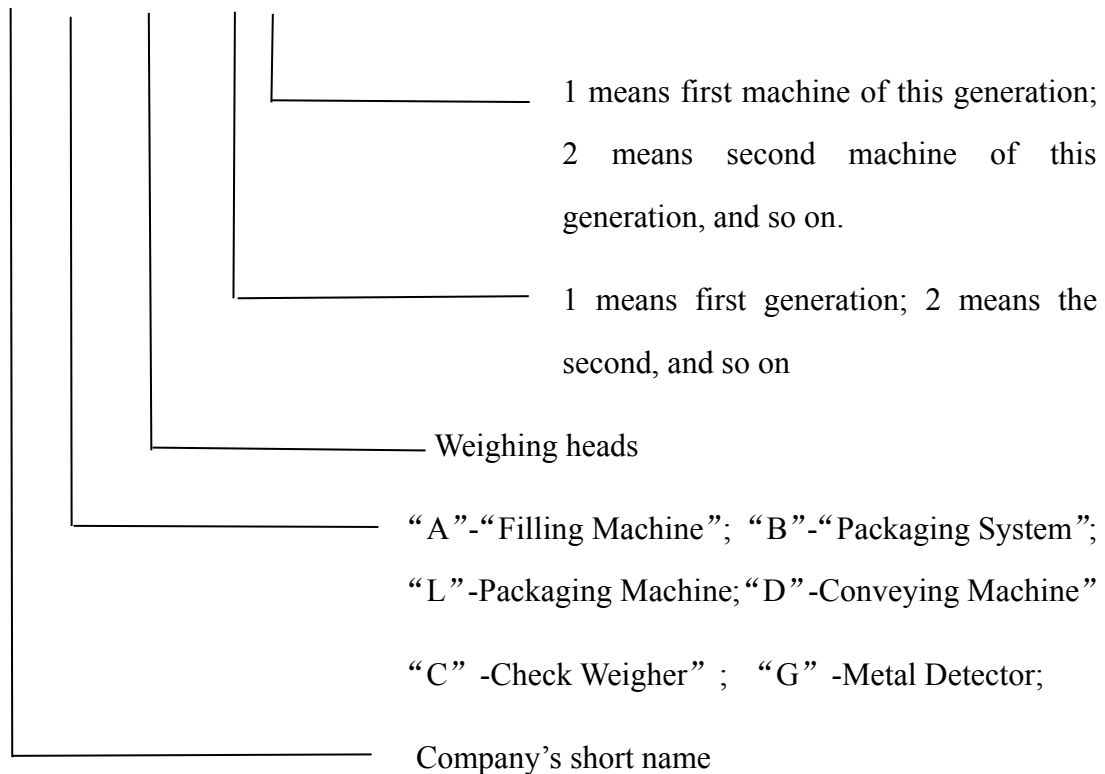 1 means first machine of this generation;
2 means second machine of this
generation, and so on.
1 means first generation; 2 means the
second, and so on
Weighing heads
“A”-“Filling Machine”; “B”-“Packaging System”;
“L”-Packaging Machine; “D”-Conveying Machine”
“C” -Check Weigher” ; “G” -Metal Detector;
Company’s short name